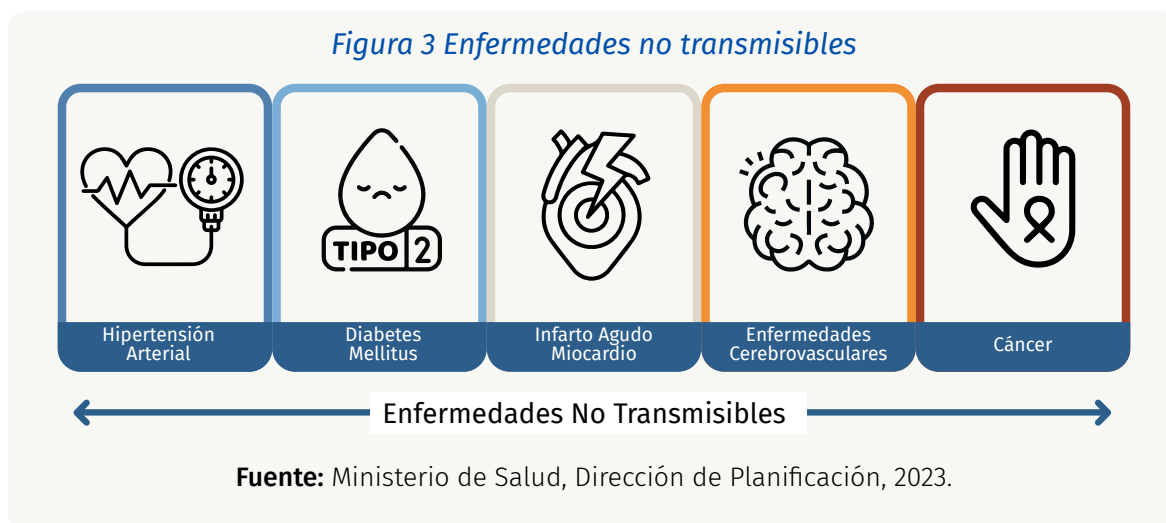 Figura 3 Enfermedades no transmisibles
TIPO 2
Hipertensión
Arterial
Diabetes
Mellitus
Infarto Agudo
Miocardio
Enfermedades
Cerebrovasculares
Cáncer
Enfermedades No Transmisibles
Fuente: Ministerio de Salud, Dirección de Planificación, 2023.